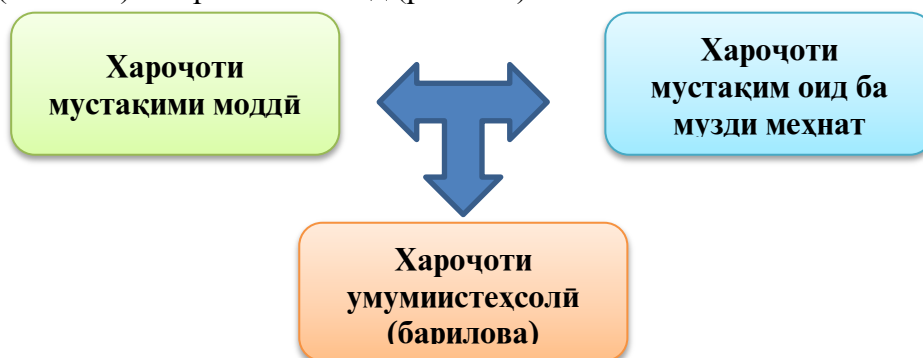 Хароҷоти
мустақими моддӣ
Хароҷоти
мустақим оид ба
музди меҳнат
Хароҷоти
умумиистеҳсолӣ
(барилова)